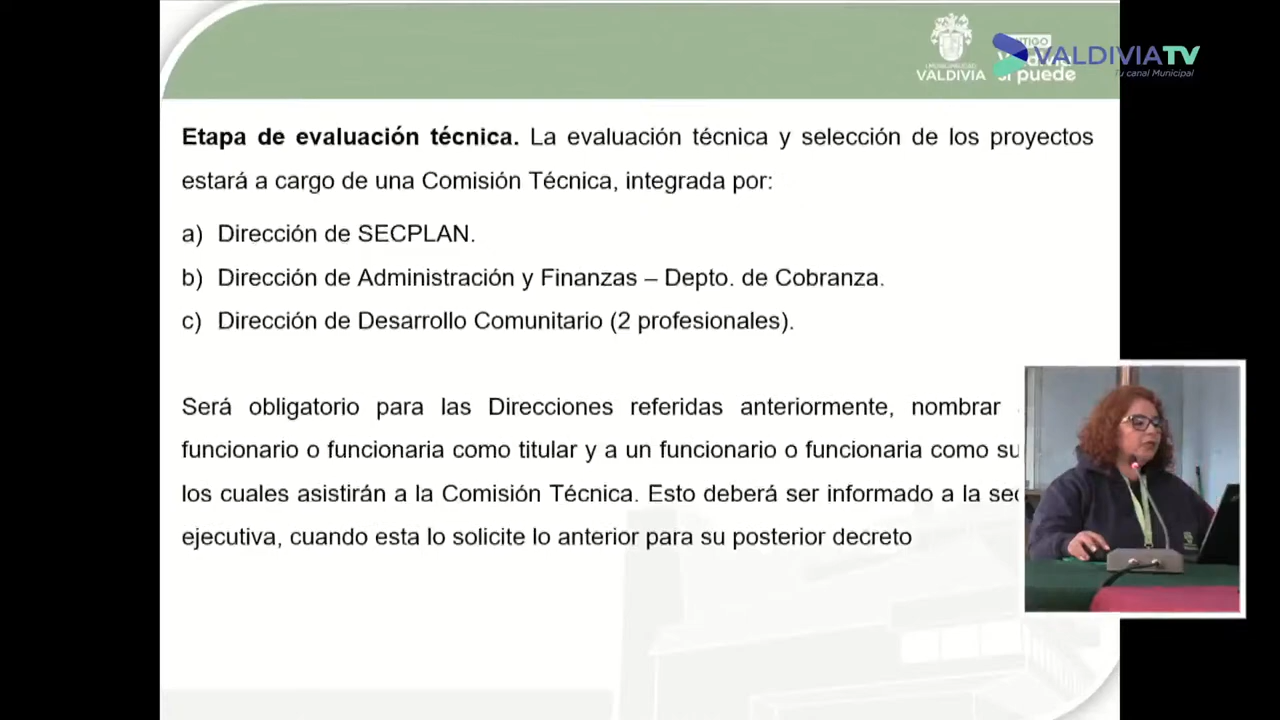 I. MUNICIPALIDAD
VALDIVIA
VALDIVIATV
Tu canal Municipal
sí puede
Etapa de evaluación técnica. La evaluación técnica y selección de los proyectos
estará a cargo de una Comisión Técnica, integrada por:
a) Dirección de SECPLAN.
b) Dirección de Administración y Finanzas – Depto. de Cobranza.
c) Dirección de Desarrollo Comunitario (2 profesionales).
Será obligatorio para las Direcciones referidas anteriormente, nombrar
funcionario o funcionaria como titular y a un funcionario o funcionaria como su
los cuales asistirán a la Comisión Técnica. Esto deberá ser informado a la sec
ejecutiva, cuando esta lo solicite lo anterior para su posterior decreto